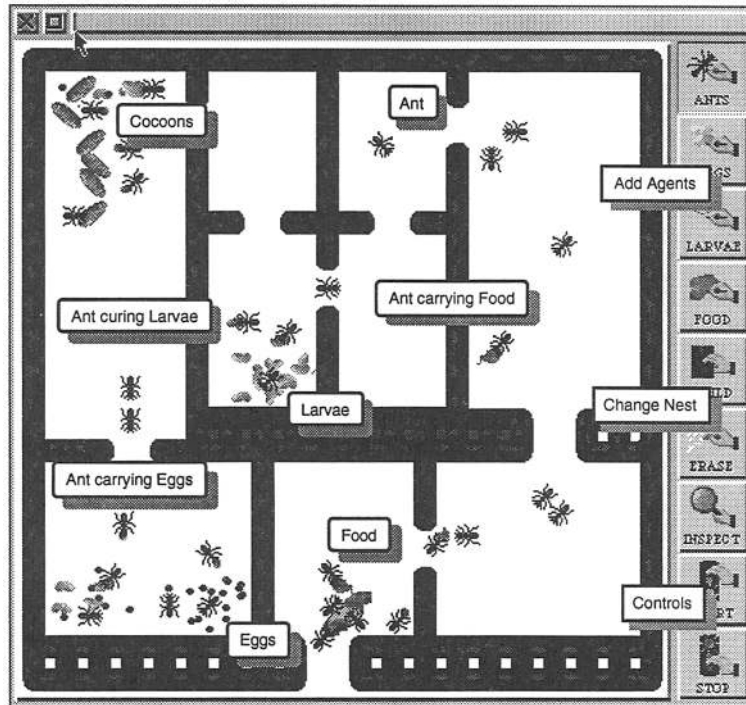 ANTS
Ant
Cocoons
Add Agents
LARVAE
Ant carrying Food
Ant curing Larvae
FOOD
Larvae
Change Nest
ERASE
Ant carrying Eggs
INSPECT
Food
Controls
Eggs
STOP